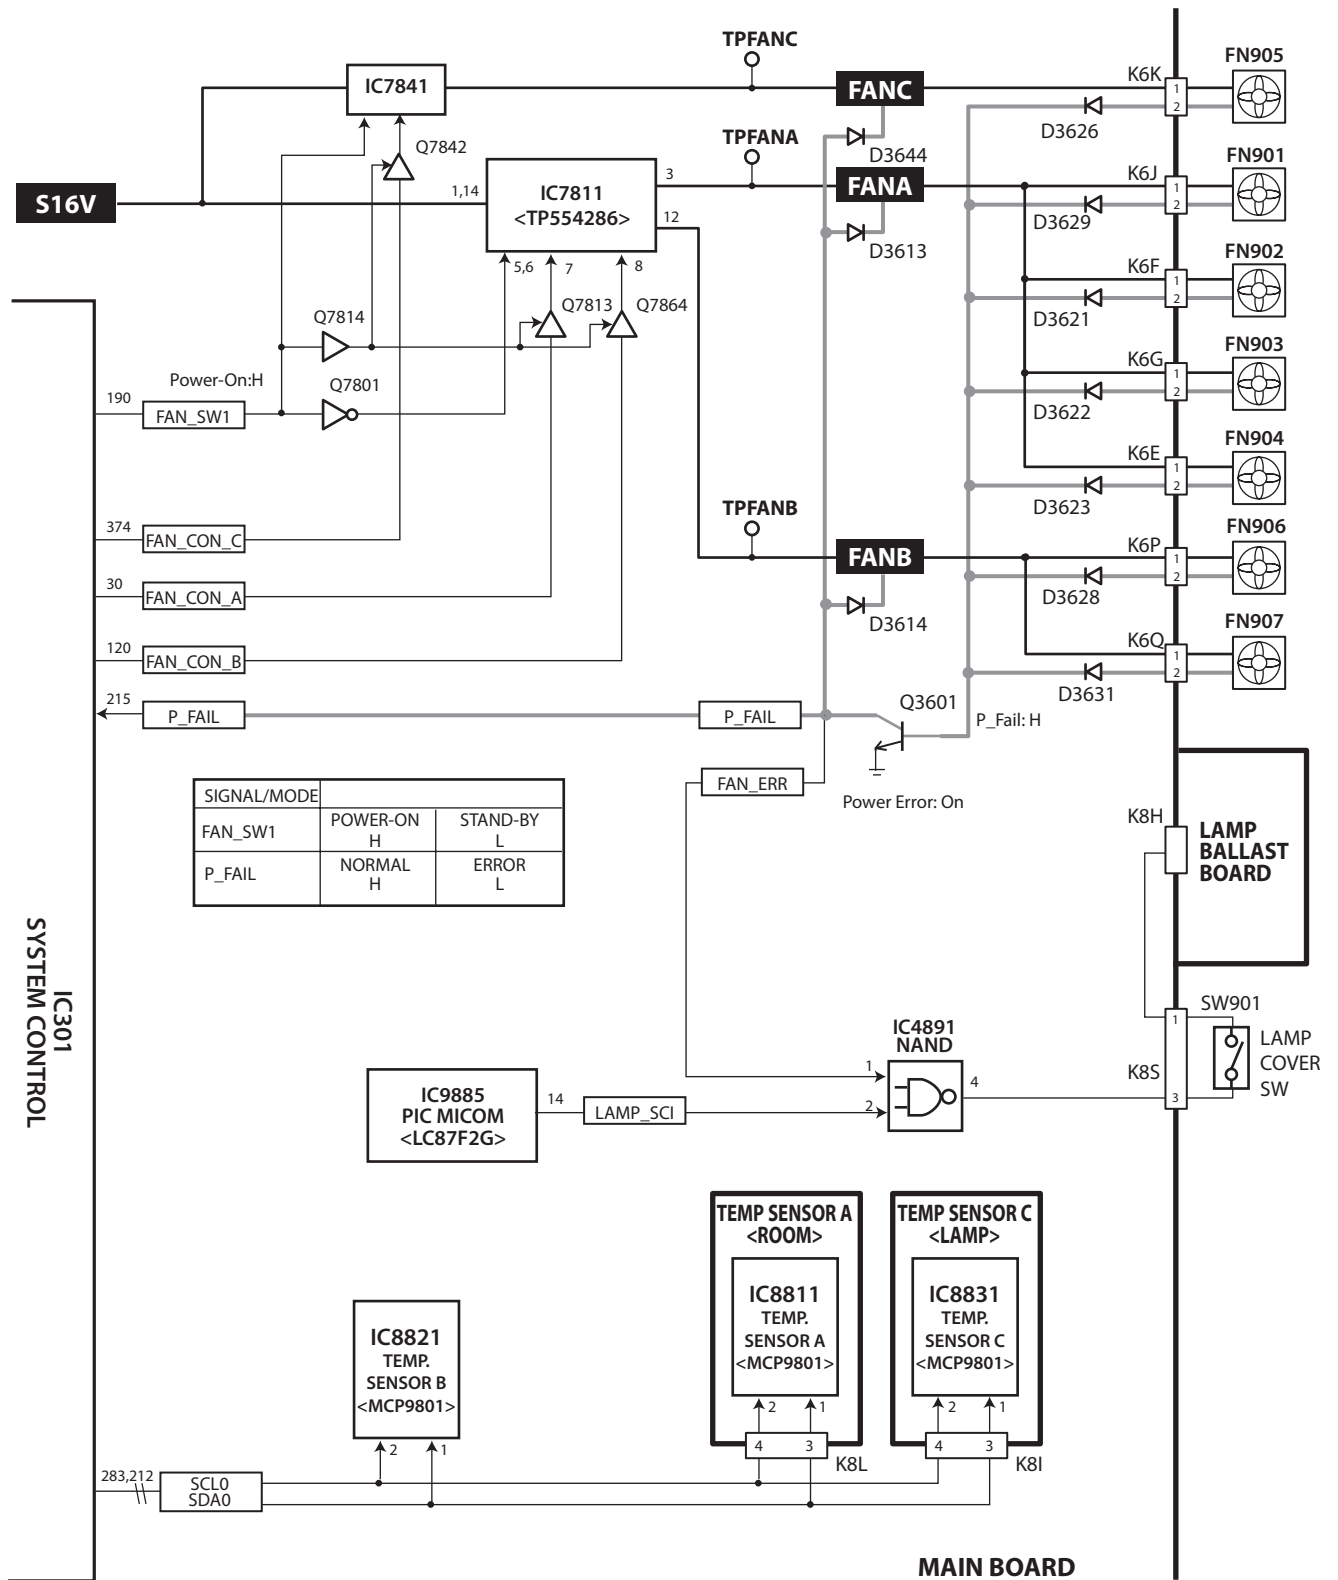 TPFANC
FN905
IC7841
FANC
K6K
1
2
D3626
Q7842
D3644
TPFANA
FN901
S16V
1,14
IC7811
<TP554286>
3
12
FANA
K6J
1
2
D3629
D3613
5,6
7
8
FN902
K6F
1
2
D3621
Q7814
Q7813
Q7864
FN903
K6G
1
2
D3622
Power-On:H
Q7801
190
FAN_SW1
FN904
K6E
1
2
D3623
TPFANB
FN906
374
FAN_CON_C
FANB
K6P
1
2
D3628
30
FAN_CON_A
D3614
FN907
120
FAN_CON_B
K6Q
1
2
D3631
215
P_FAIL
P_FAIL
Q3601
P_Fail: H
FAN_ERR
Power Error: On
SIGNAL/MODE
FAN_SW1
POWER-ON
H
STAND-BY
L
P_FAIL
NORMAL
H
ERROR
L
K8H
LAMP
BALLAST
BOARD
IC301
SYSTEM CONTROL
SW901
1
LAMP
COVER
SW
K8S
3
IC4891
NAND
1
2
4
IC9885
PIC MICOM
<LC87F2G>
14
LAMP_SCI
TEMP SENSOR A
<ROOM>
IC8811
TEMP.
SENSOR A
<MCP9801>
2
1
4
3
K8L
TEMP SENSOR C
<LAMP>
IC8831
TEMP.
SENSOR C
<MCP9801>
2
1
4
3
K8I
IC8821
TEMP.
SENSOR B
<MCP9801>
2
1
283,212
SCL0
SDA0
MAIN BOARD